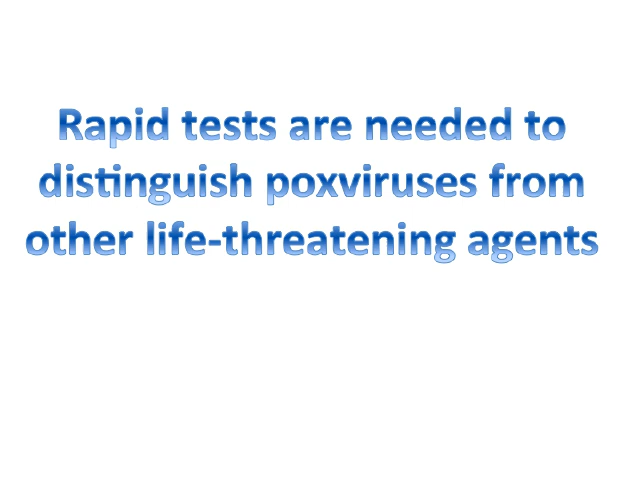 Rapid tests are needed to
distinguish poxviruses from
other life-threatening agents